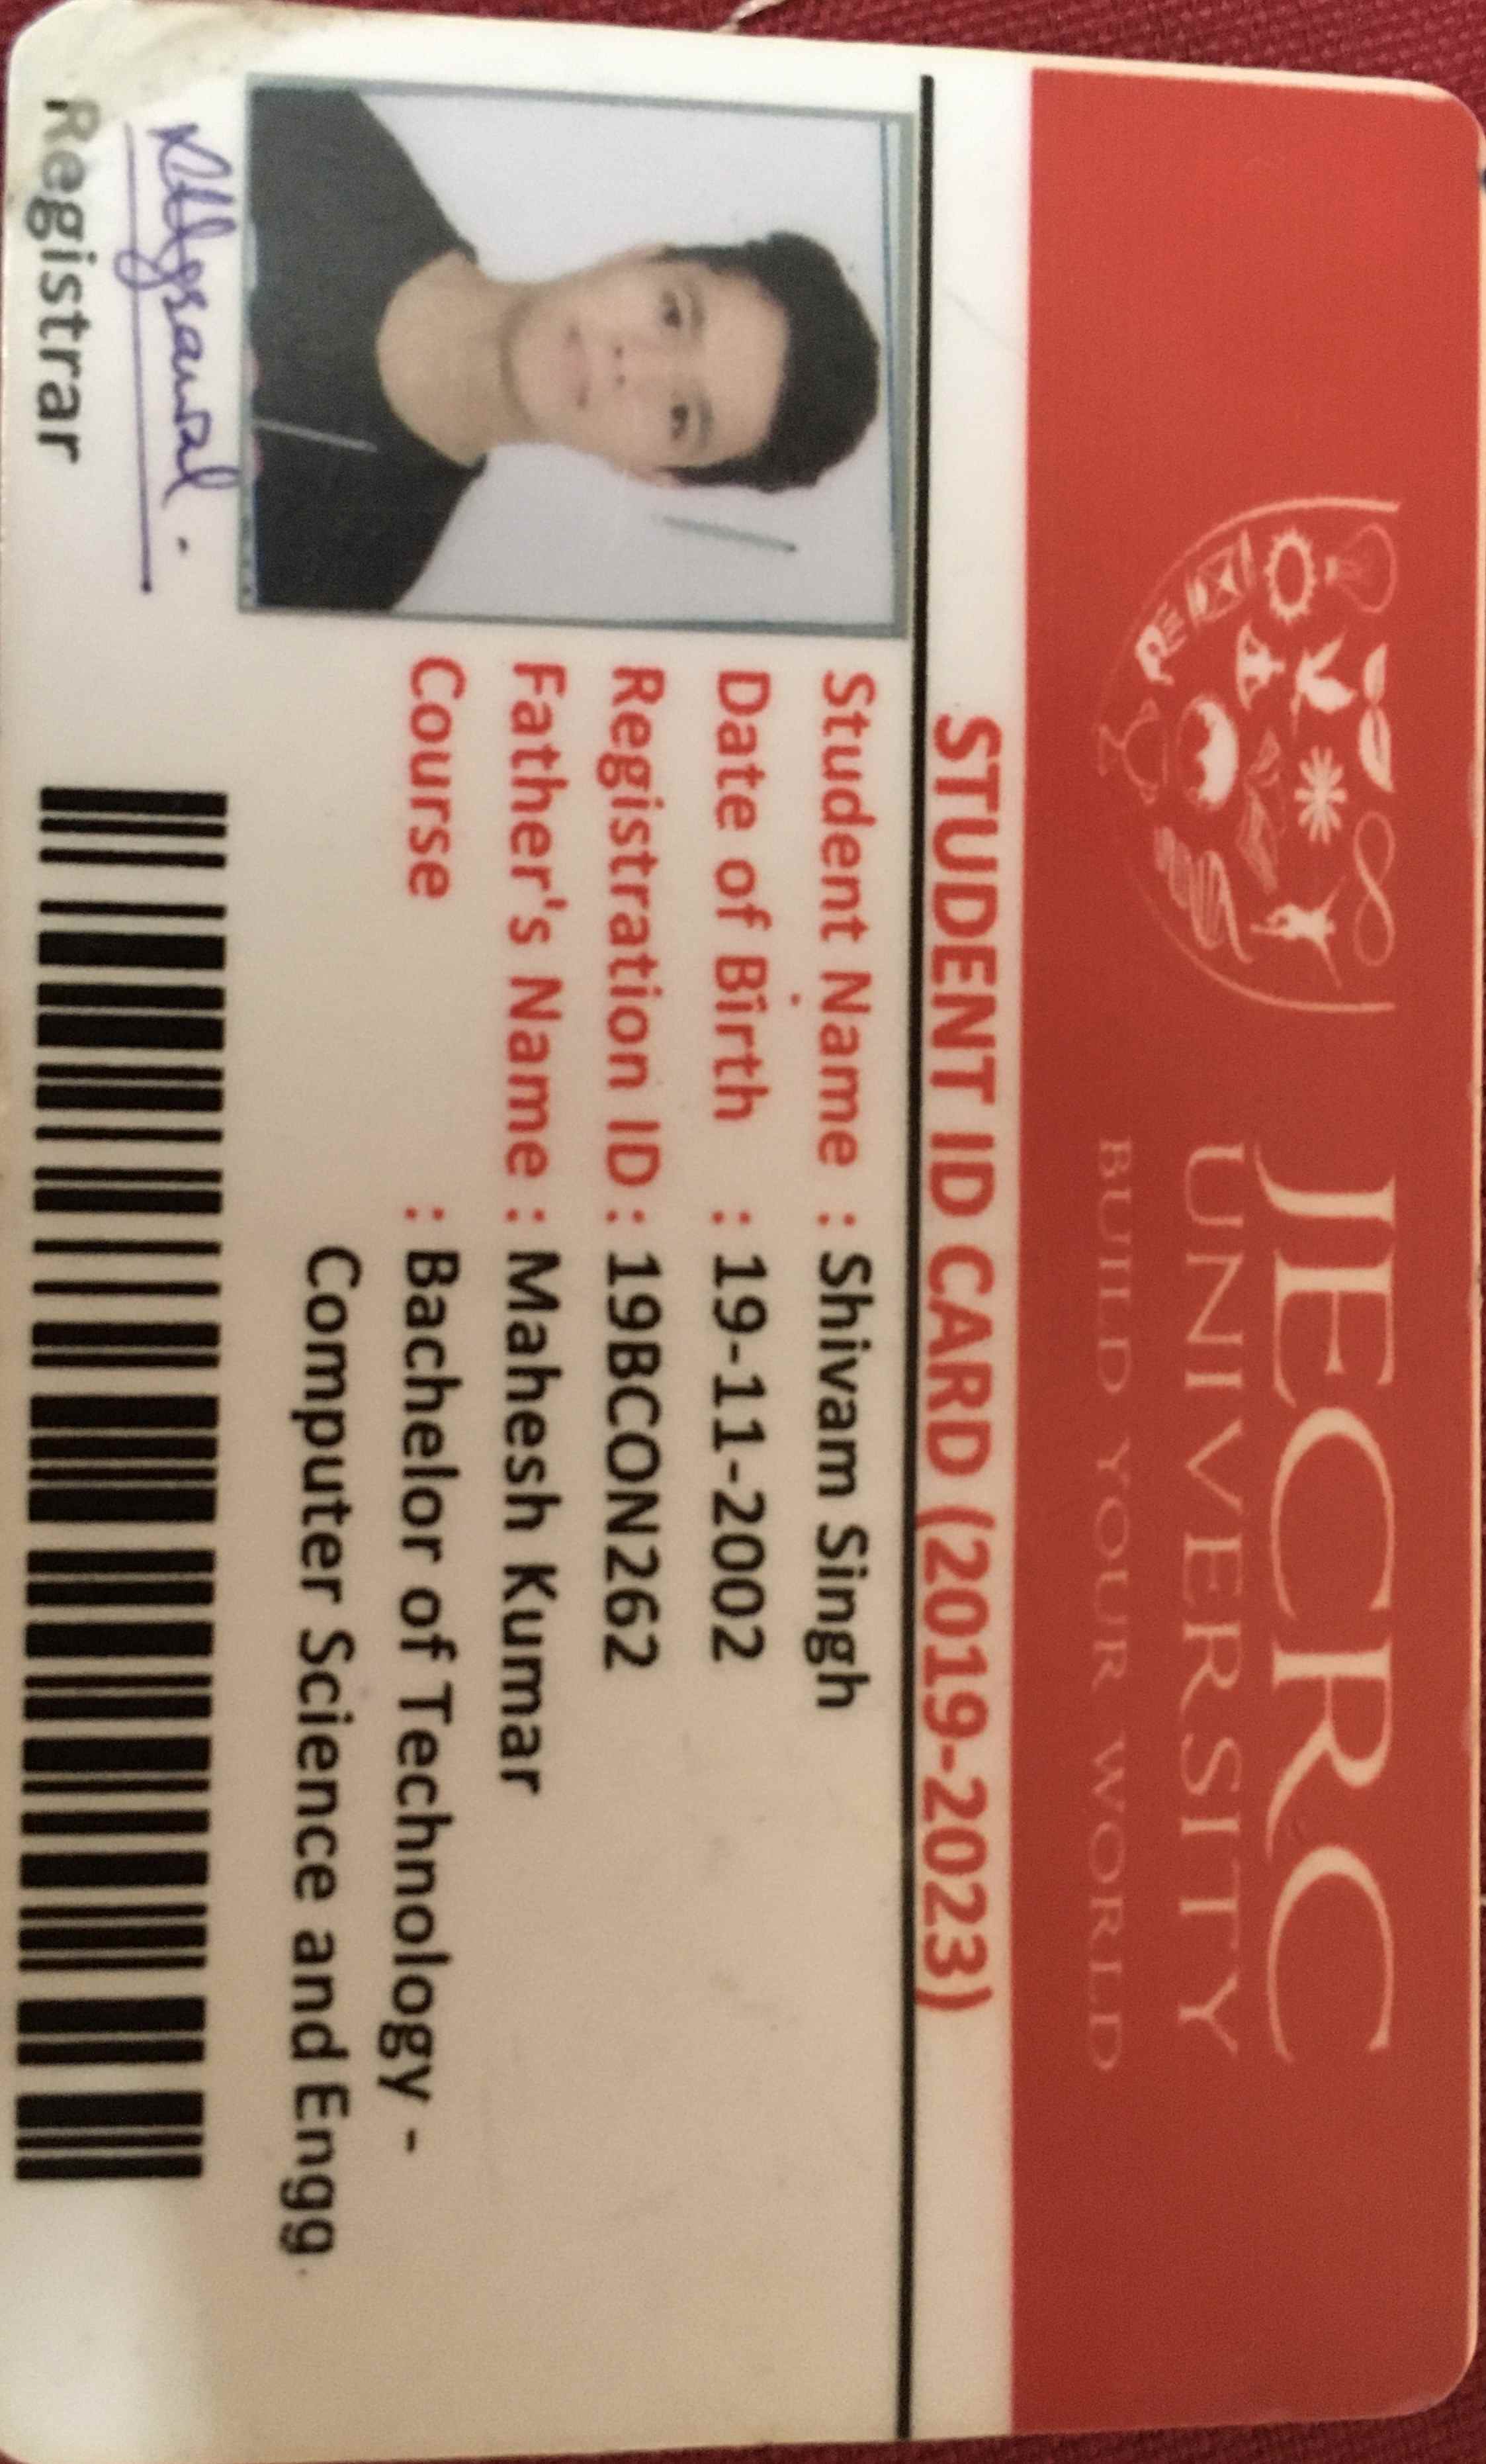 JECRC
UNIVERSITY
BUILD YOUR WORLD
STUDENT ID CARD (2019-2023)
Student Name : Shivam Singh
Date of Birth : 19-11-2002
Registration ID : 19BCON262
Father's Name : Mahesh Kumar
Course : Bachelor of Technology -
Computer Science and Engg.
Registrar